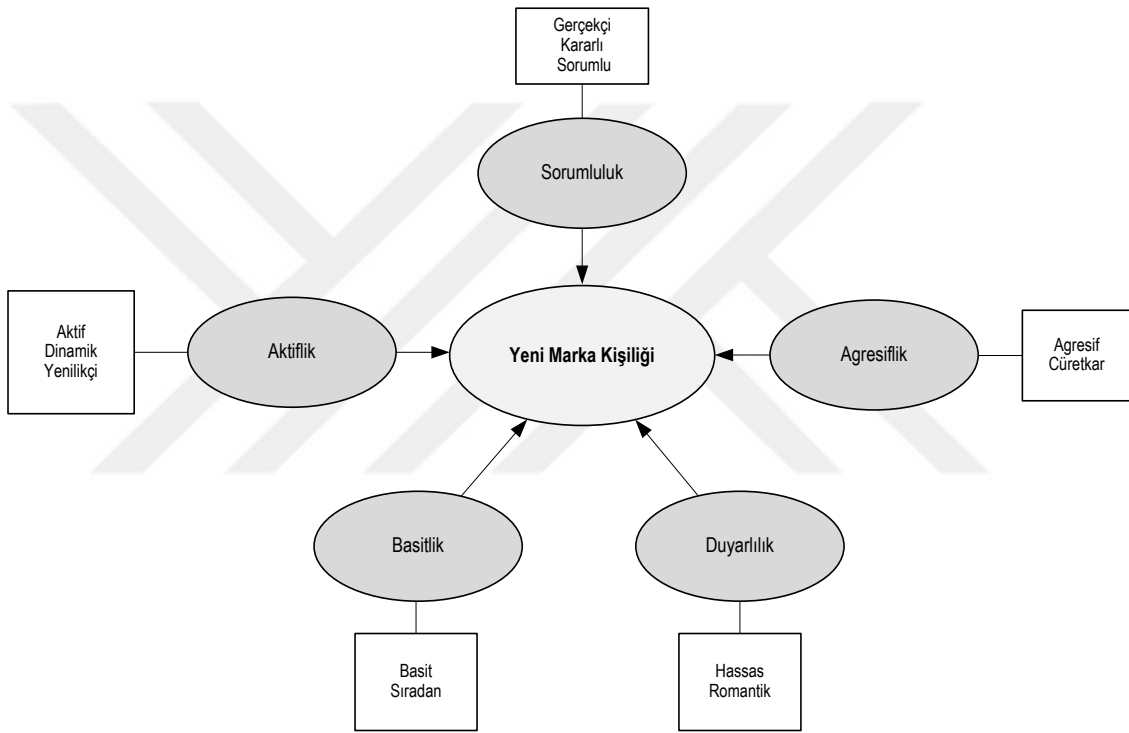 Gerçekçi
Kararlı
Sorumlu
Sorumluluk
Aktif
Dinamik
Yenilikçi
Aktiflik
Yeni Marka Kişiliği
Agresiflik
Agresif
Cüretkar
Basitlik
Duyarlılık
Basit
Sıradan
Hassas
Romantik